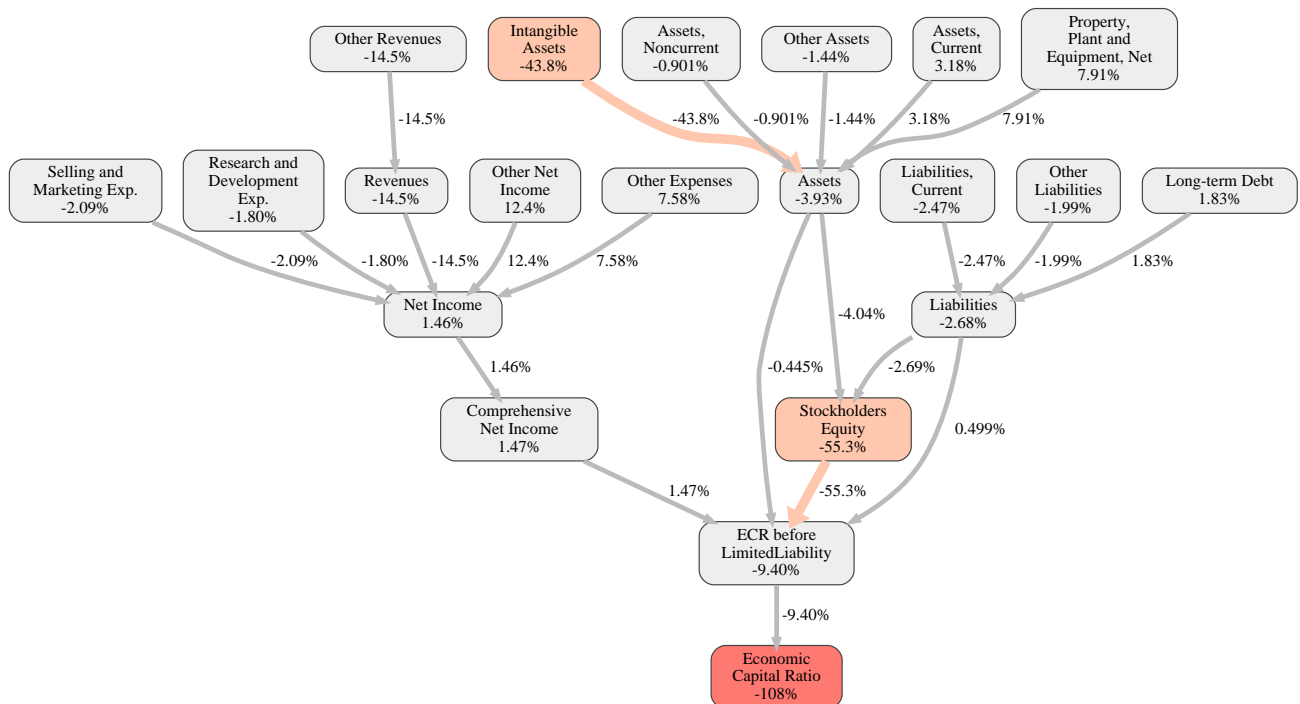 Other Revenues
-14.5%
Intangible
Assets
-43.8%
Assets,
Noncurrent
-0.901%
Other Assets
-1.44%
Assets,
Current
3.18%
Property,
Plant and
Equipment, Net
7.91%
-14.5%
-43.8%
-0.901%
-1.44%
3.18%
7.91%
Selling and
Marketing Exp.
-2.09%
Research and
Development
Exp.
-1.80%
Revenues
-14.5%
Other Net
Income
12.4%
Other Expenses
7.58%
Assets
-3.93%
Liabilities,
Current
-2.47%
Other
Liabilities
-1.99%
Long-term Debt
1.83%
-2.09%
-1.80%
-14.5%
12.4%
7.58%
-2.47%
-1.99%
1.83%
Net Income
1.46%
Liabilities
-2.68%
-4.04%
1.46%
-0.445%
-2.69%
0.499%
Comprehensive
Net Income
1.47%
Stockholders
Equity
-55.3%
1.47%
-55.3%
ECR before
LimitedLiability
-9.40%
-9.40%
Economic
Capital Ratio
-108%